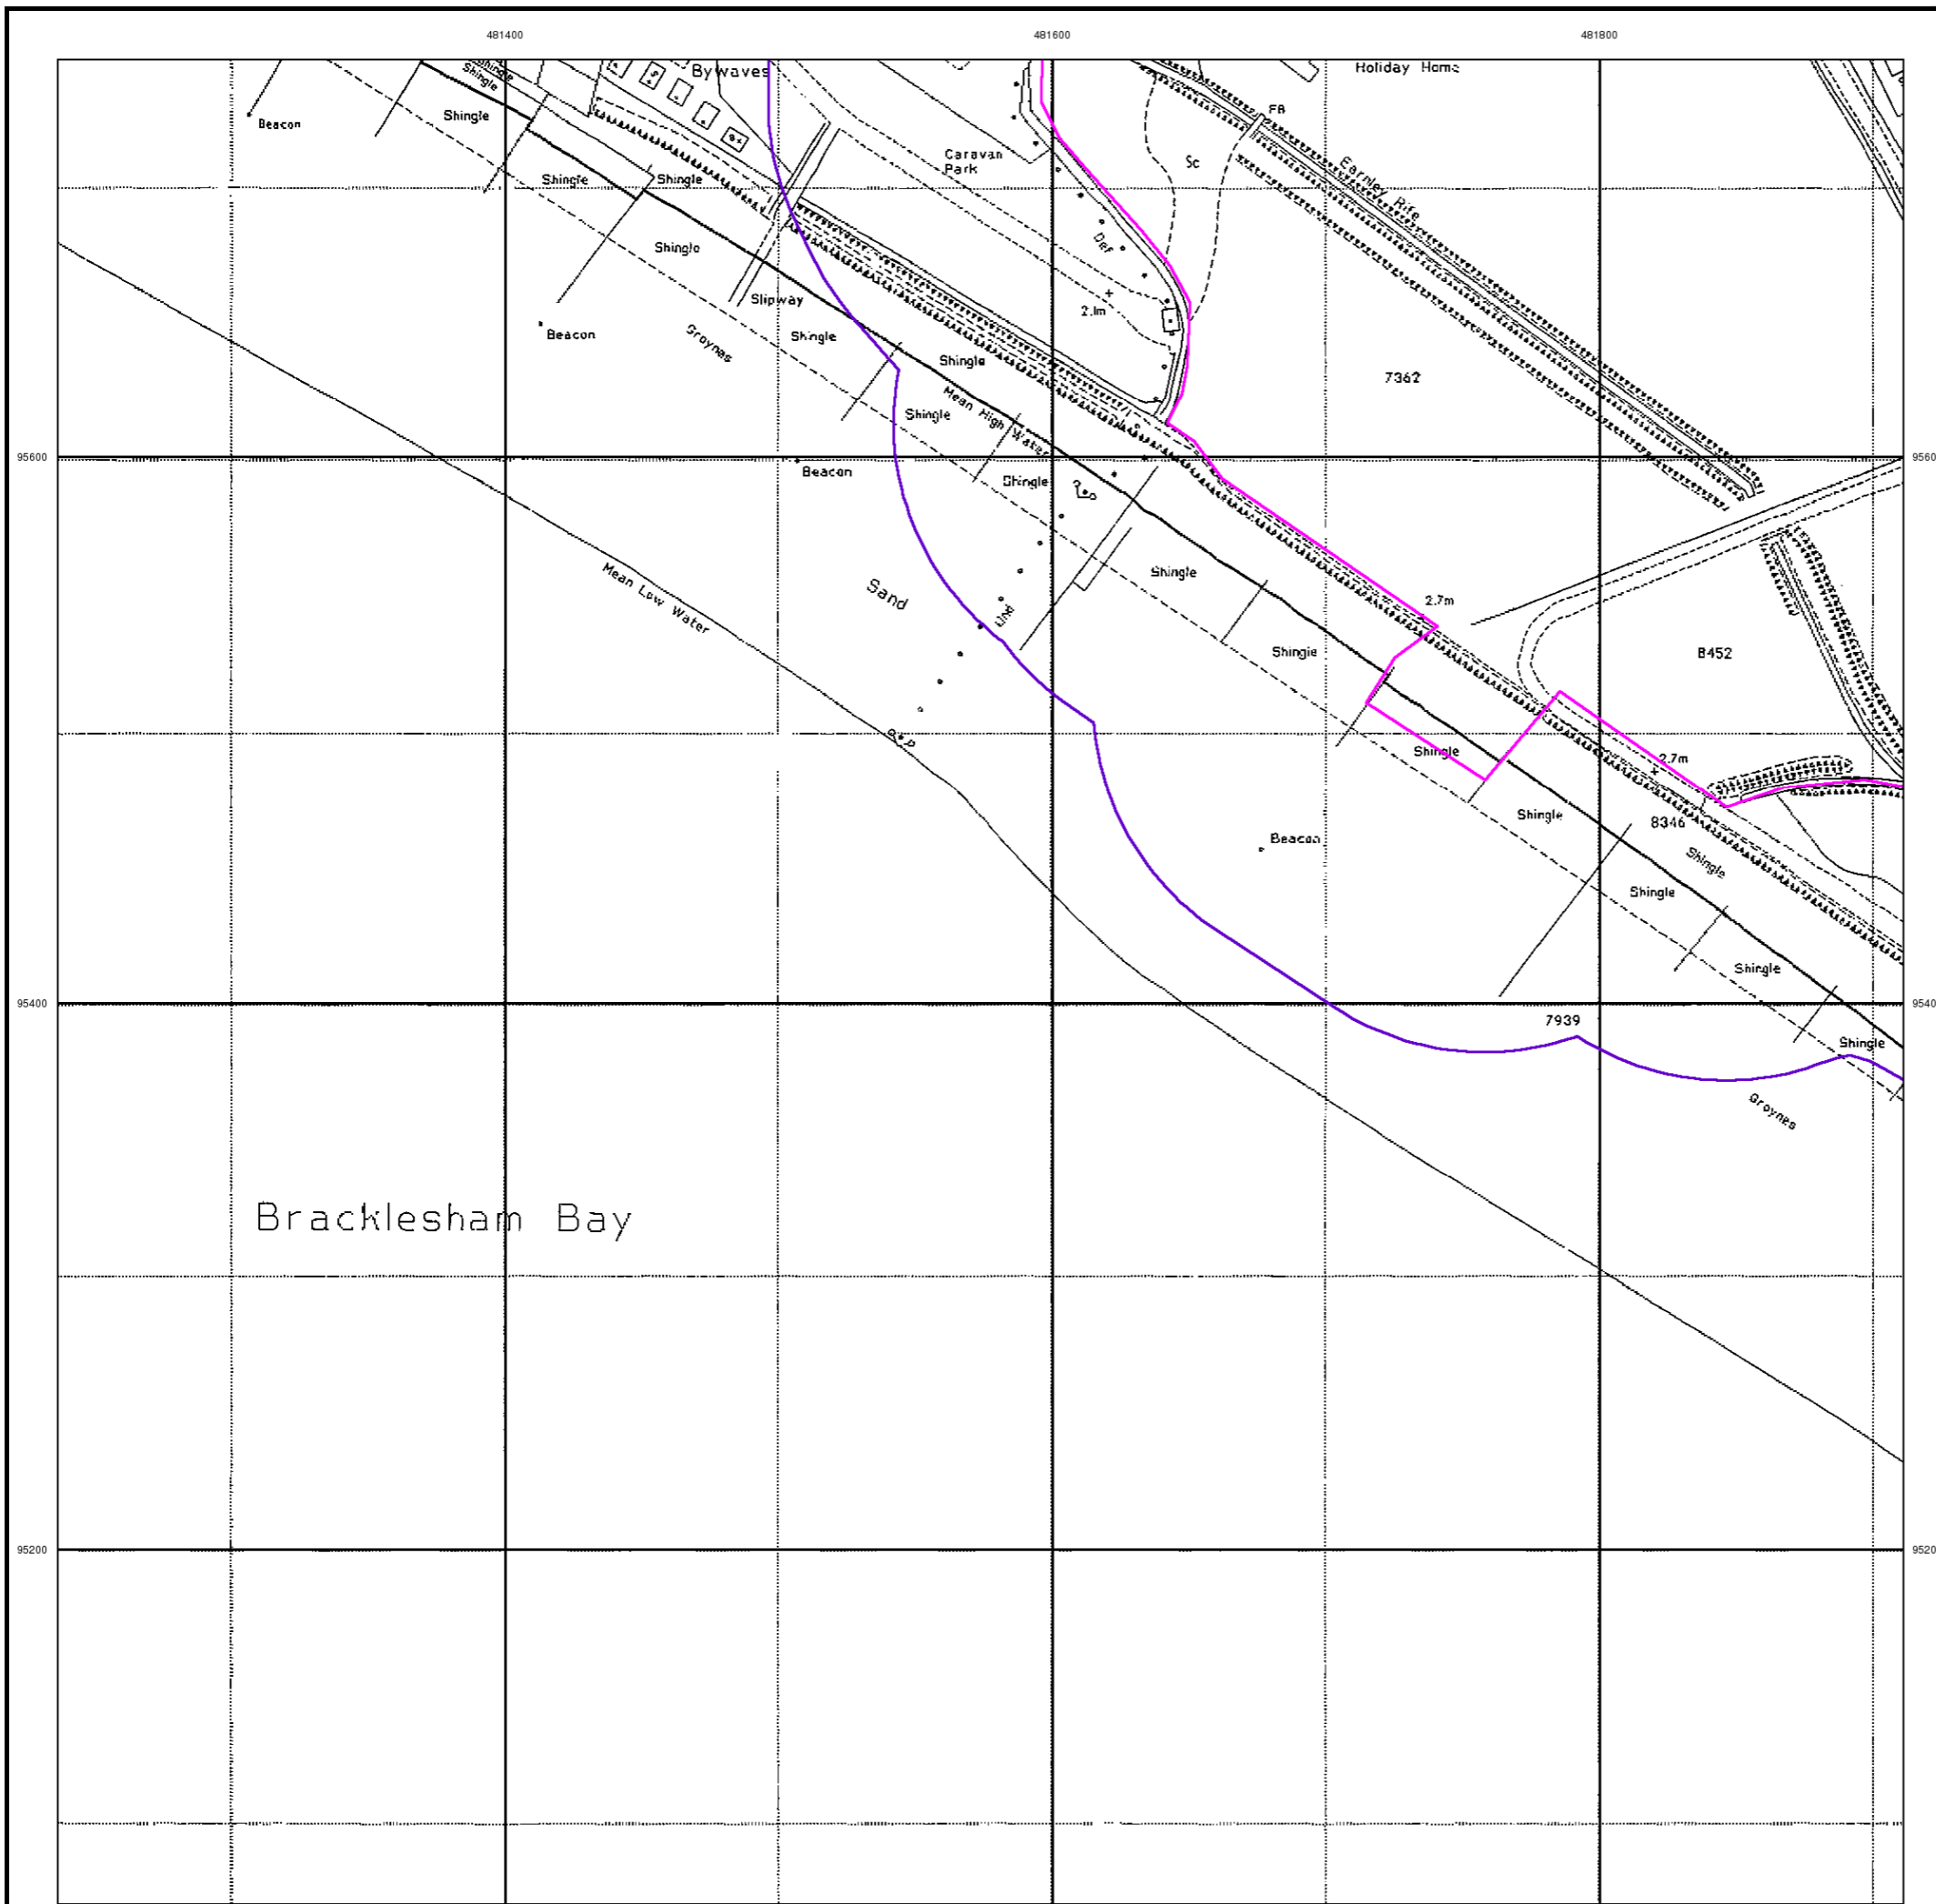 481400 481600 481800
Bywaves
Holiday Home
Shingle
Shingle
Shingle
Beacon
FB
Caravan
Park
Sc
Earnley Rife
Shingle
Shingle
Def
Shingle
Slipway
2.1m
Beacon
Groynes
Shingle
Shingle
7362
Mean High Water
Shingle
95600
Beacon
Shingle
Mean Low Water
Sand
Und
Shingle
2.7m
Shingle
8452
Shingle
2.7m
Shingle
8346
Beacon
Shingle
Shingle
Shingle
95400
7939
Shingle
Groynes
Bracklesham Bay
95200